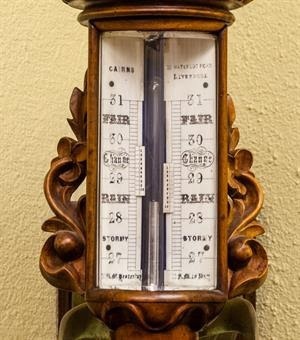 CAIRNS
WATERLOO ROAD
LIVERPOOL
31 31
FAIR FAIR
30 30
Change Change
29 29
RAIN RAIN
28 28
STORMY STORMY
27 27